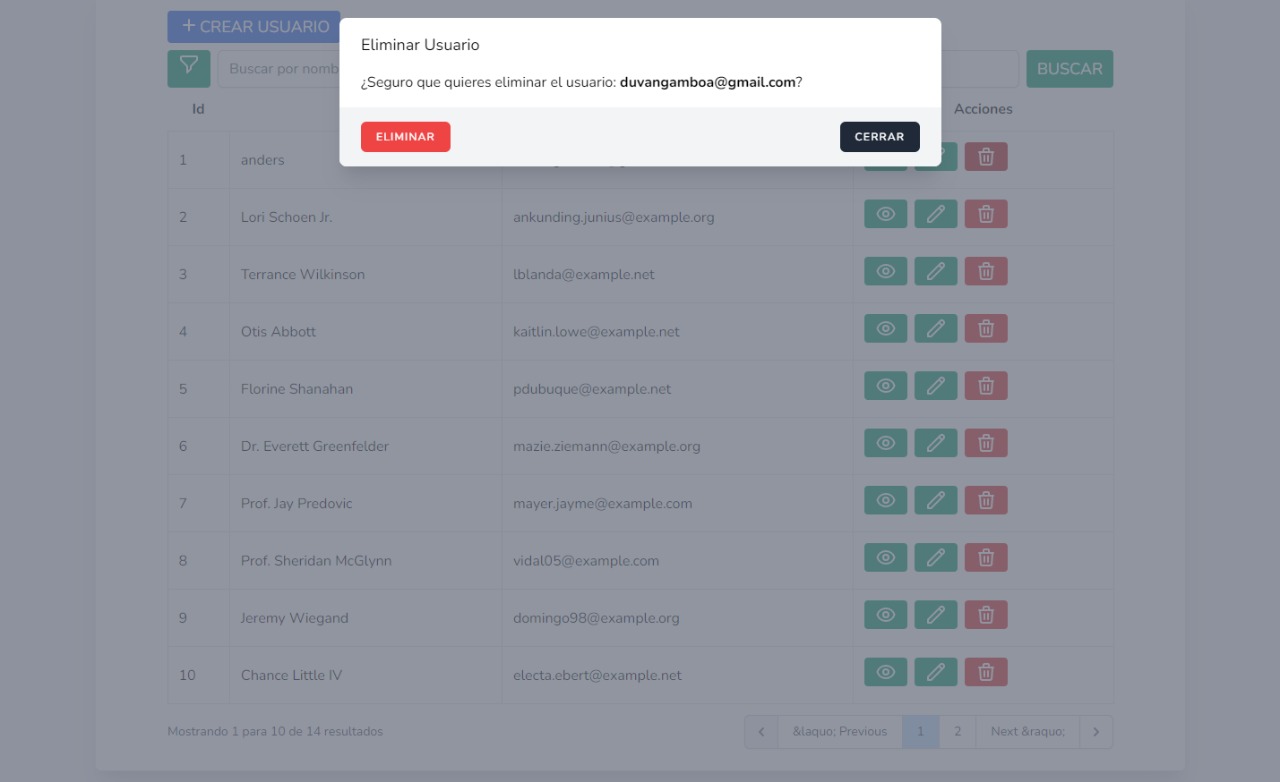 + CREAR USUARIO
Eliminar Usuario
Buscar por nomb
¿Seguro que quieres eliminar el usuario: duvangamboa@gmail.com?
BUSCAR
Id
Acciones
ELIMINAR
CERRAR
1 anders
2 Lori Schoen Jr. ankunding.junius@example.org
3 Terrance Wilkinson lblanda@example.net
4 Otis Abbott kaitlin.lowe@example.net
5 Florine Shanahan pdubuque@example.net
6 Dr. Everett Greenfelder mazie.ziemann@example.org
7 Prof. Jay Predovic mayer.jayme@example.com
8 Prof. Sheridan McGlynn vidal05@example.com
9 Jeremy Wiegand domingo98@example.org
10 Chance Little IV electa.ebert@example.net
Mostrando 1 para 10 de 14 resultados
&laquo; Previous 1 2 Next &raquo;